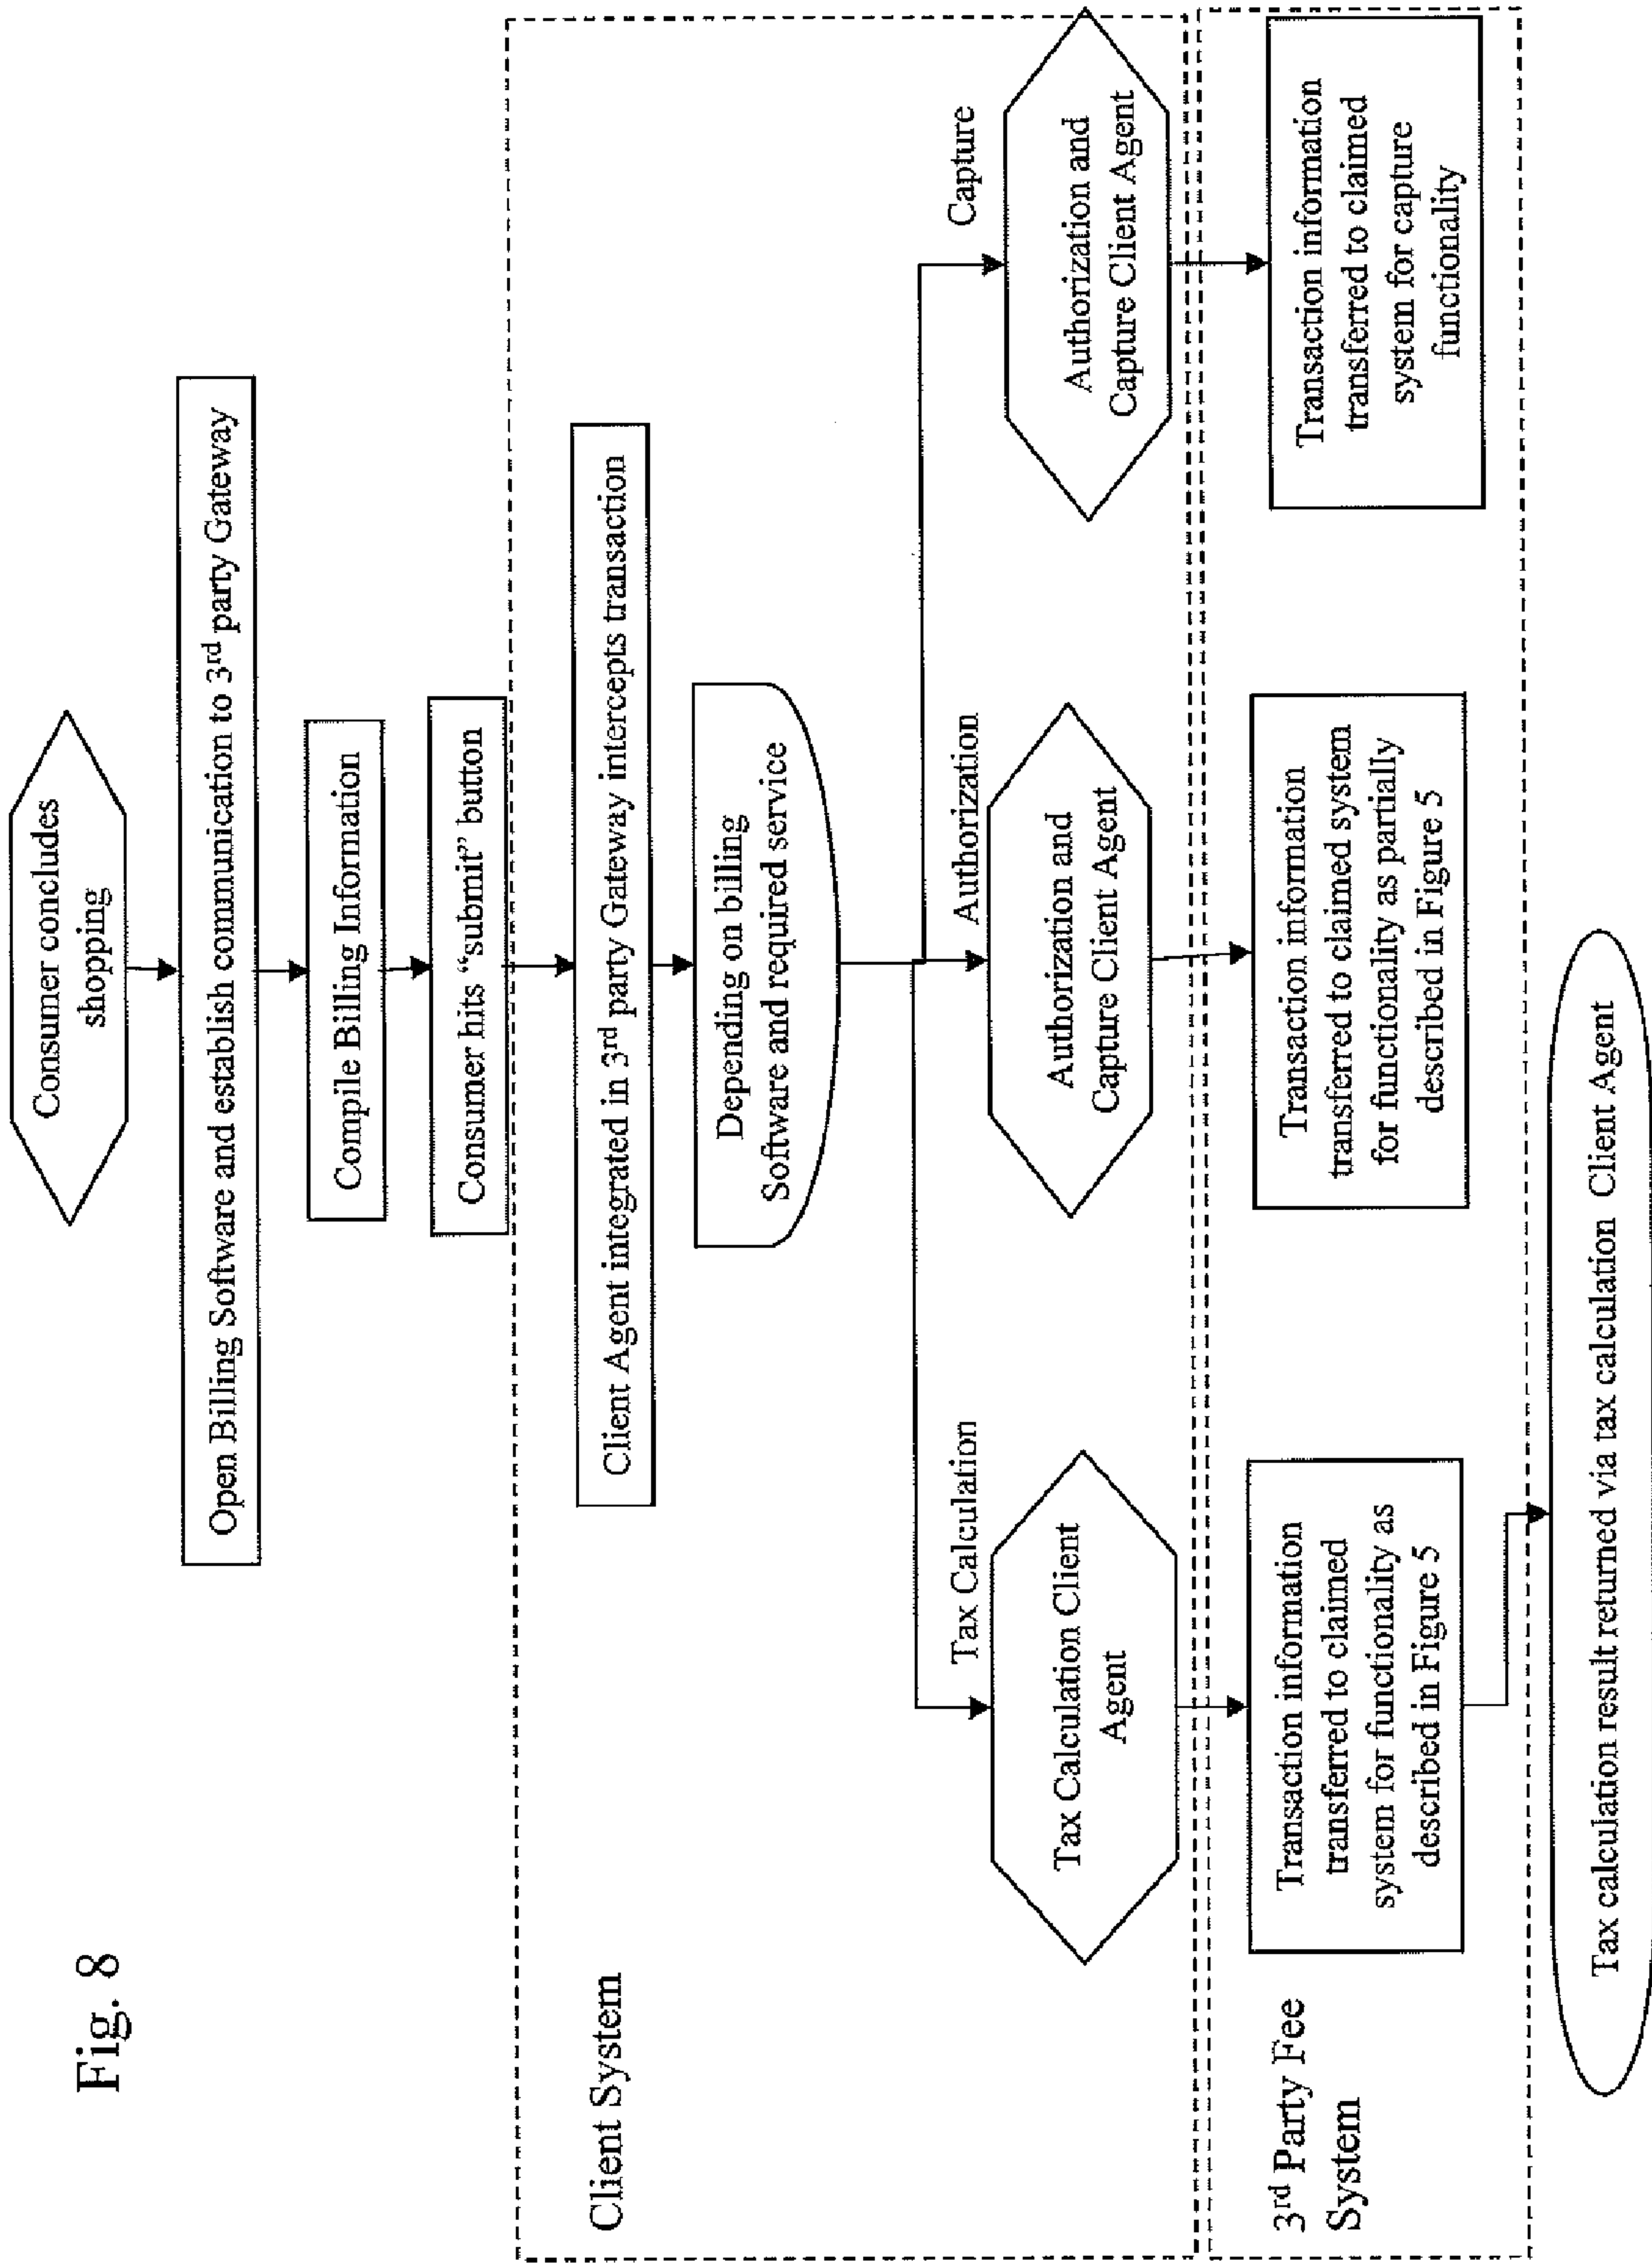 Fig. 8
Consumer concludes
shopping
Open Billing Software and establish communication to 3rd party Gateway
Compile Billing Information
Consumer hits “submit” button
Client System
Client Agent integrated in 3rd party Gateway intercepts transaction
Depending on billing
Software and required service
Tax Calculation
Authorization
Capture
Tax Calculation Client
Agent
Authorization and
Capture Client Agent
Authorization and
Capture Client Agent
3rd Party Fee
System
Transaction information
transferred to claimed
system for functionality as
described in Figure 5
Transaction information
transferred to claimed system
for functionality as partially
described in Figure 5
Transaction information
transferred to claimed
system for capture
functionality
Tax calculation result returned via tax calculation Client Agent